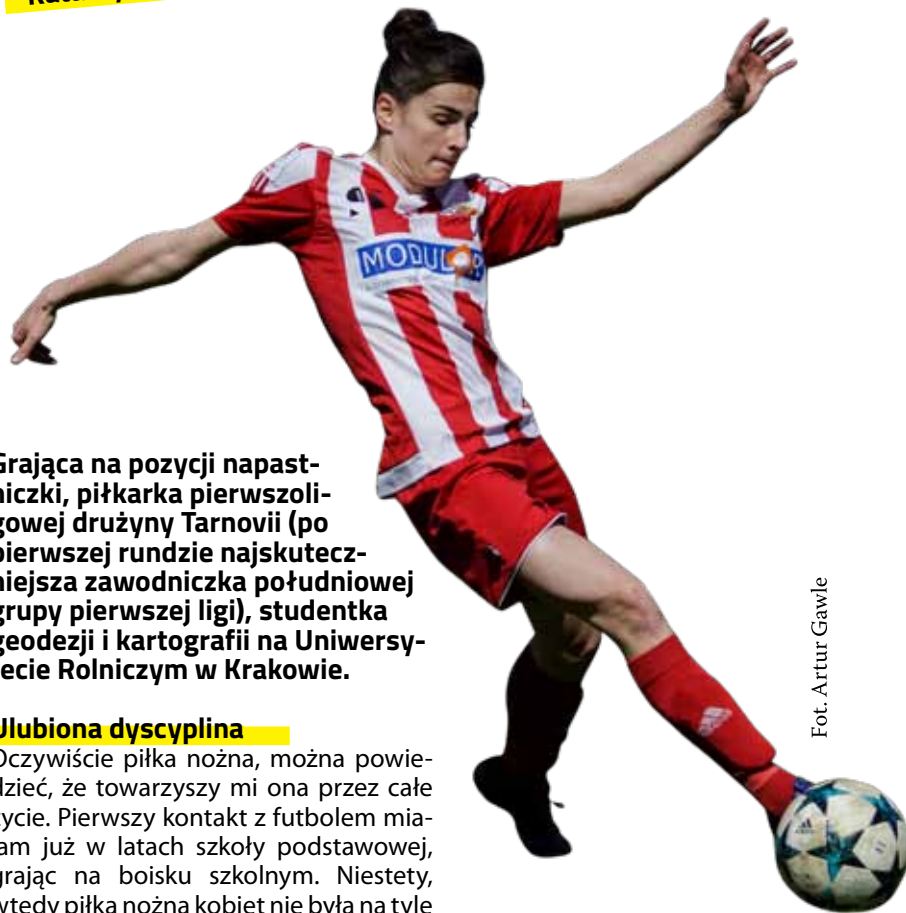 MODULOR
Grająca na pozycji napast-
niczki, piłkarka pierwszoli-
gowej drużyny Tarnovii (po
pierwszej rundzie najskutecz-
niejsza zawodniczka południowej
grupy pierwszej ligi), studentka
geodezji i kartografii na Uniwersy-
tecie Rolniczym w Krakowie.
Ulubiona dyscyplina
Oczywiście piłka nożna, można powie-
dzieć, że towarzyszy mi ona przez całe
życie. Pierwszy kontakt z futbolem mia-
łam już w latach szkoły podstawowej,
grając na boisku szkolnym. Niestety,
wtedy piłka nożna kobiet nie była na tyle
Fot. Artur Gawle
adidas